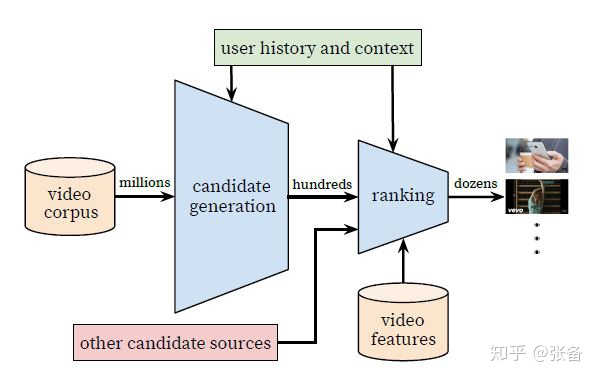 user history and context
video
corpus
millions
candidate
generation
hundreds
ranking
dozens
vevo
other candidate sources
video
features
知乎 @张备